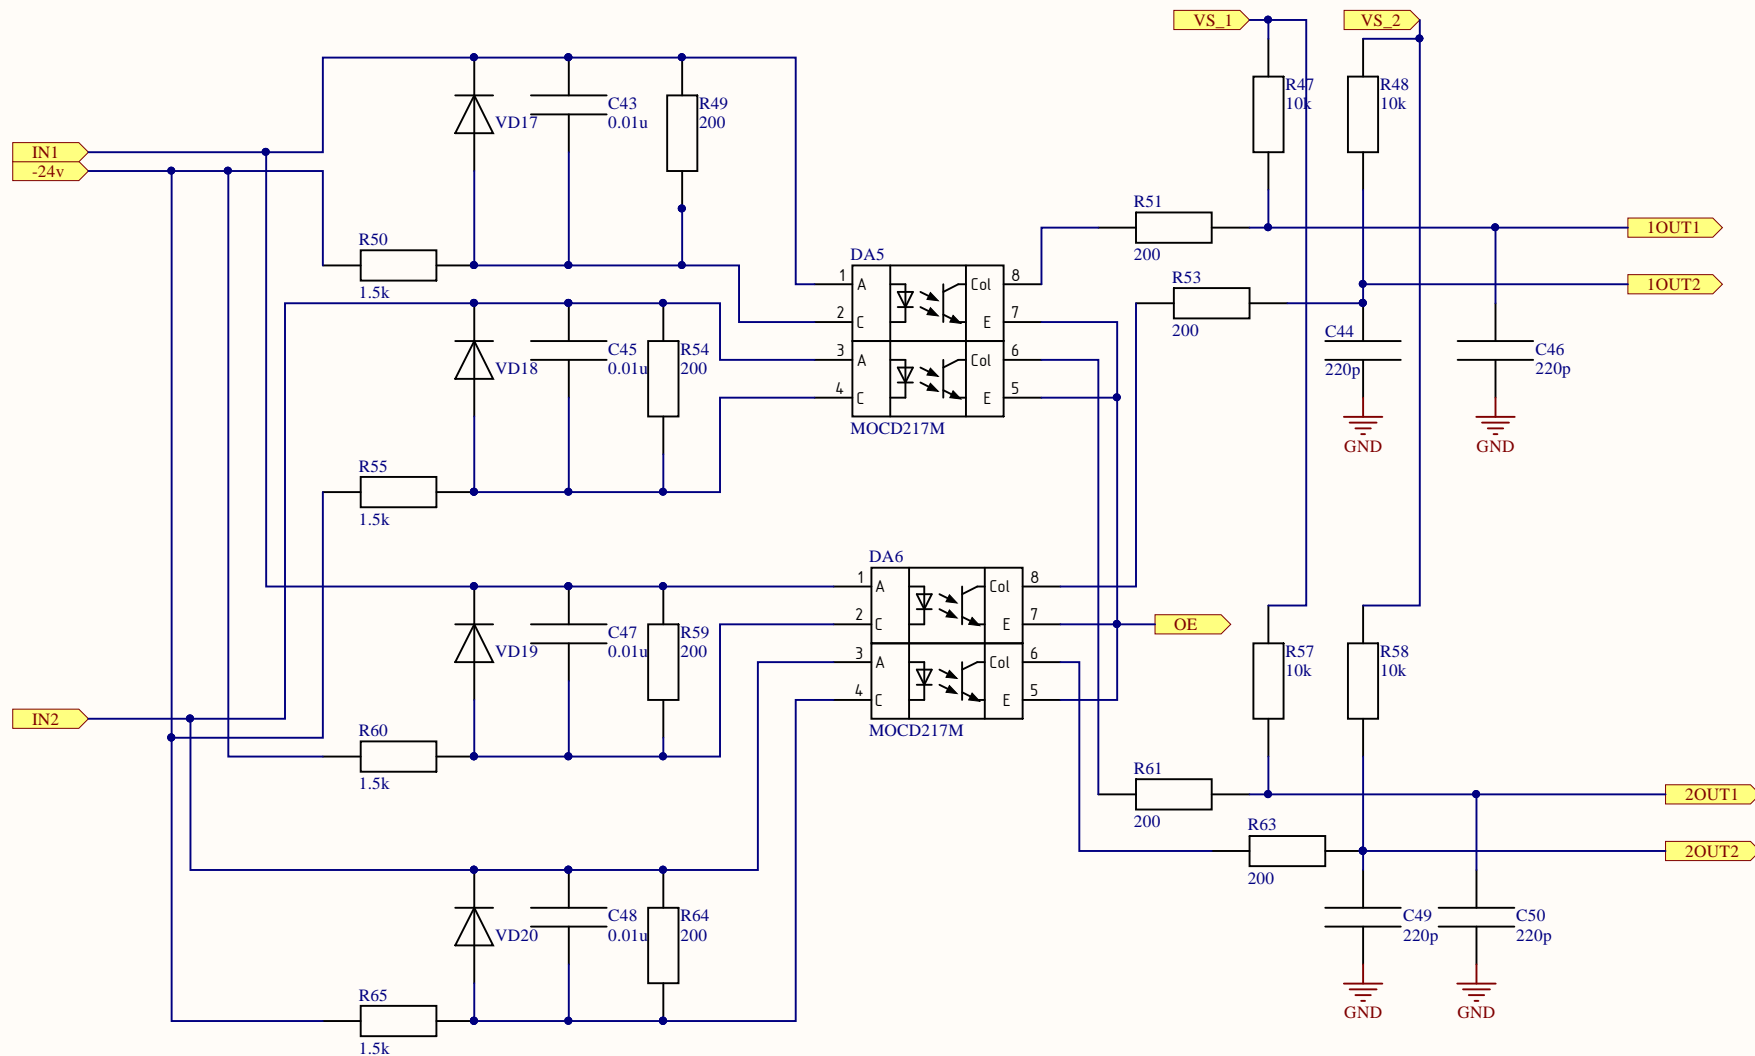 VS_1
VS_2
R47
10k
R48
10k
VD17
C43
0.01u
R49
200
IN1
-24v
R50
1.5k
R51
200
1OUT1
DA5
1
A
2
C
3
A
4
C
8
Col
7
E
6
Col
5
E
MOCD217M
R53
200
1OUT2
C44
220p
GND
C46
220p
GND
VD18
C45
0.01u
R54
200
R55
1.5k
DA6
1
A
2
C
3
A
4
C
8
Col
7
E
6
Col
5
E
MOCD217M
OE
VD19
C47
0.01u
R59
200
R57
10k
R58
10k
IN2
R60
1.5k
R61
200
2OUT1
R63
200
2OUT2
VD20
C48
0.01u
R64
200
C49
220p
GND
C50
220p
GND
R65
1.5k